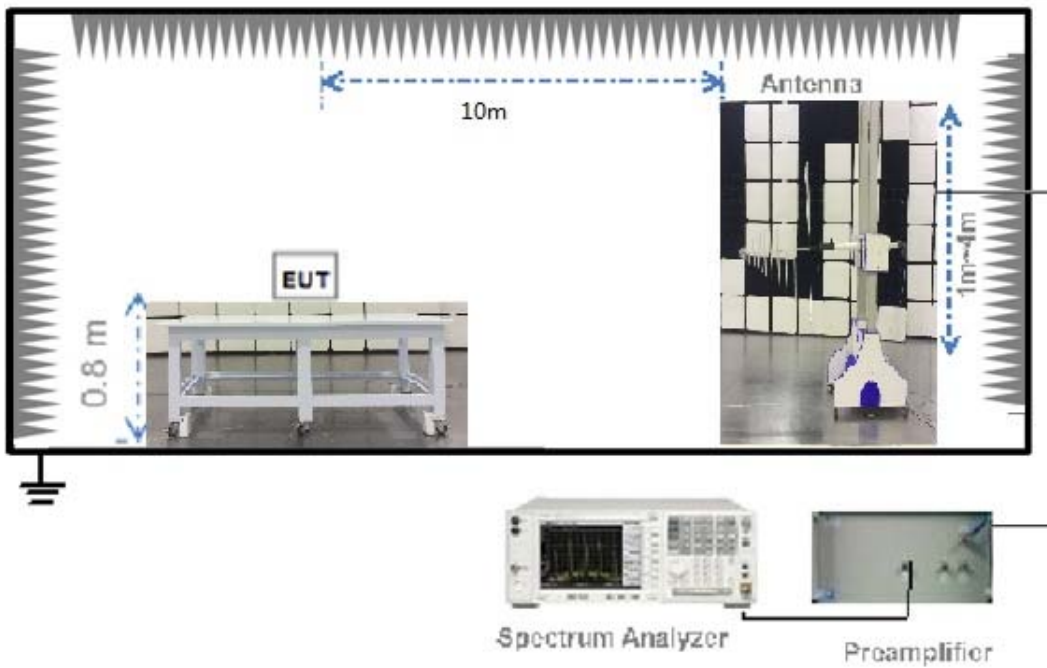 Antenna
10m
1m~4m
EUT
0.8 m
Spectrum Analyzer
Preamplifier